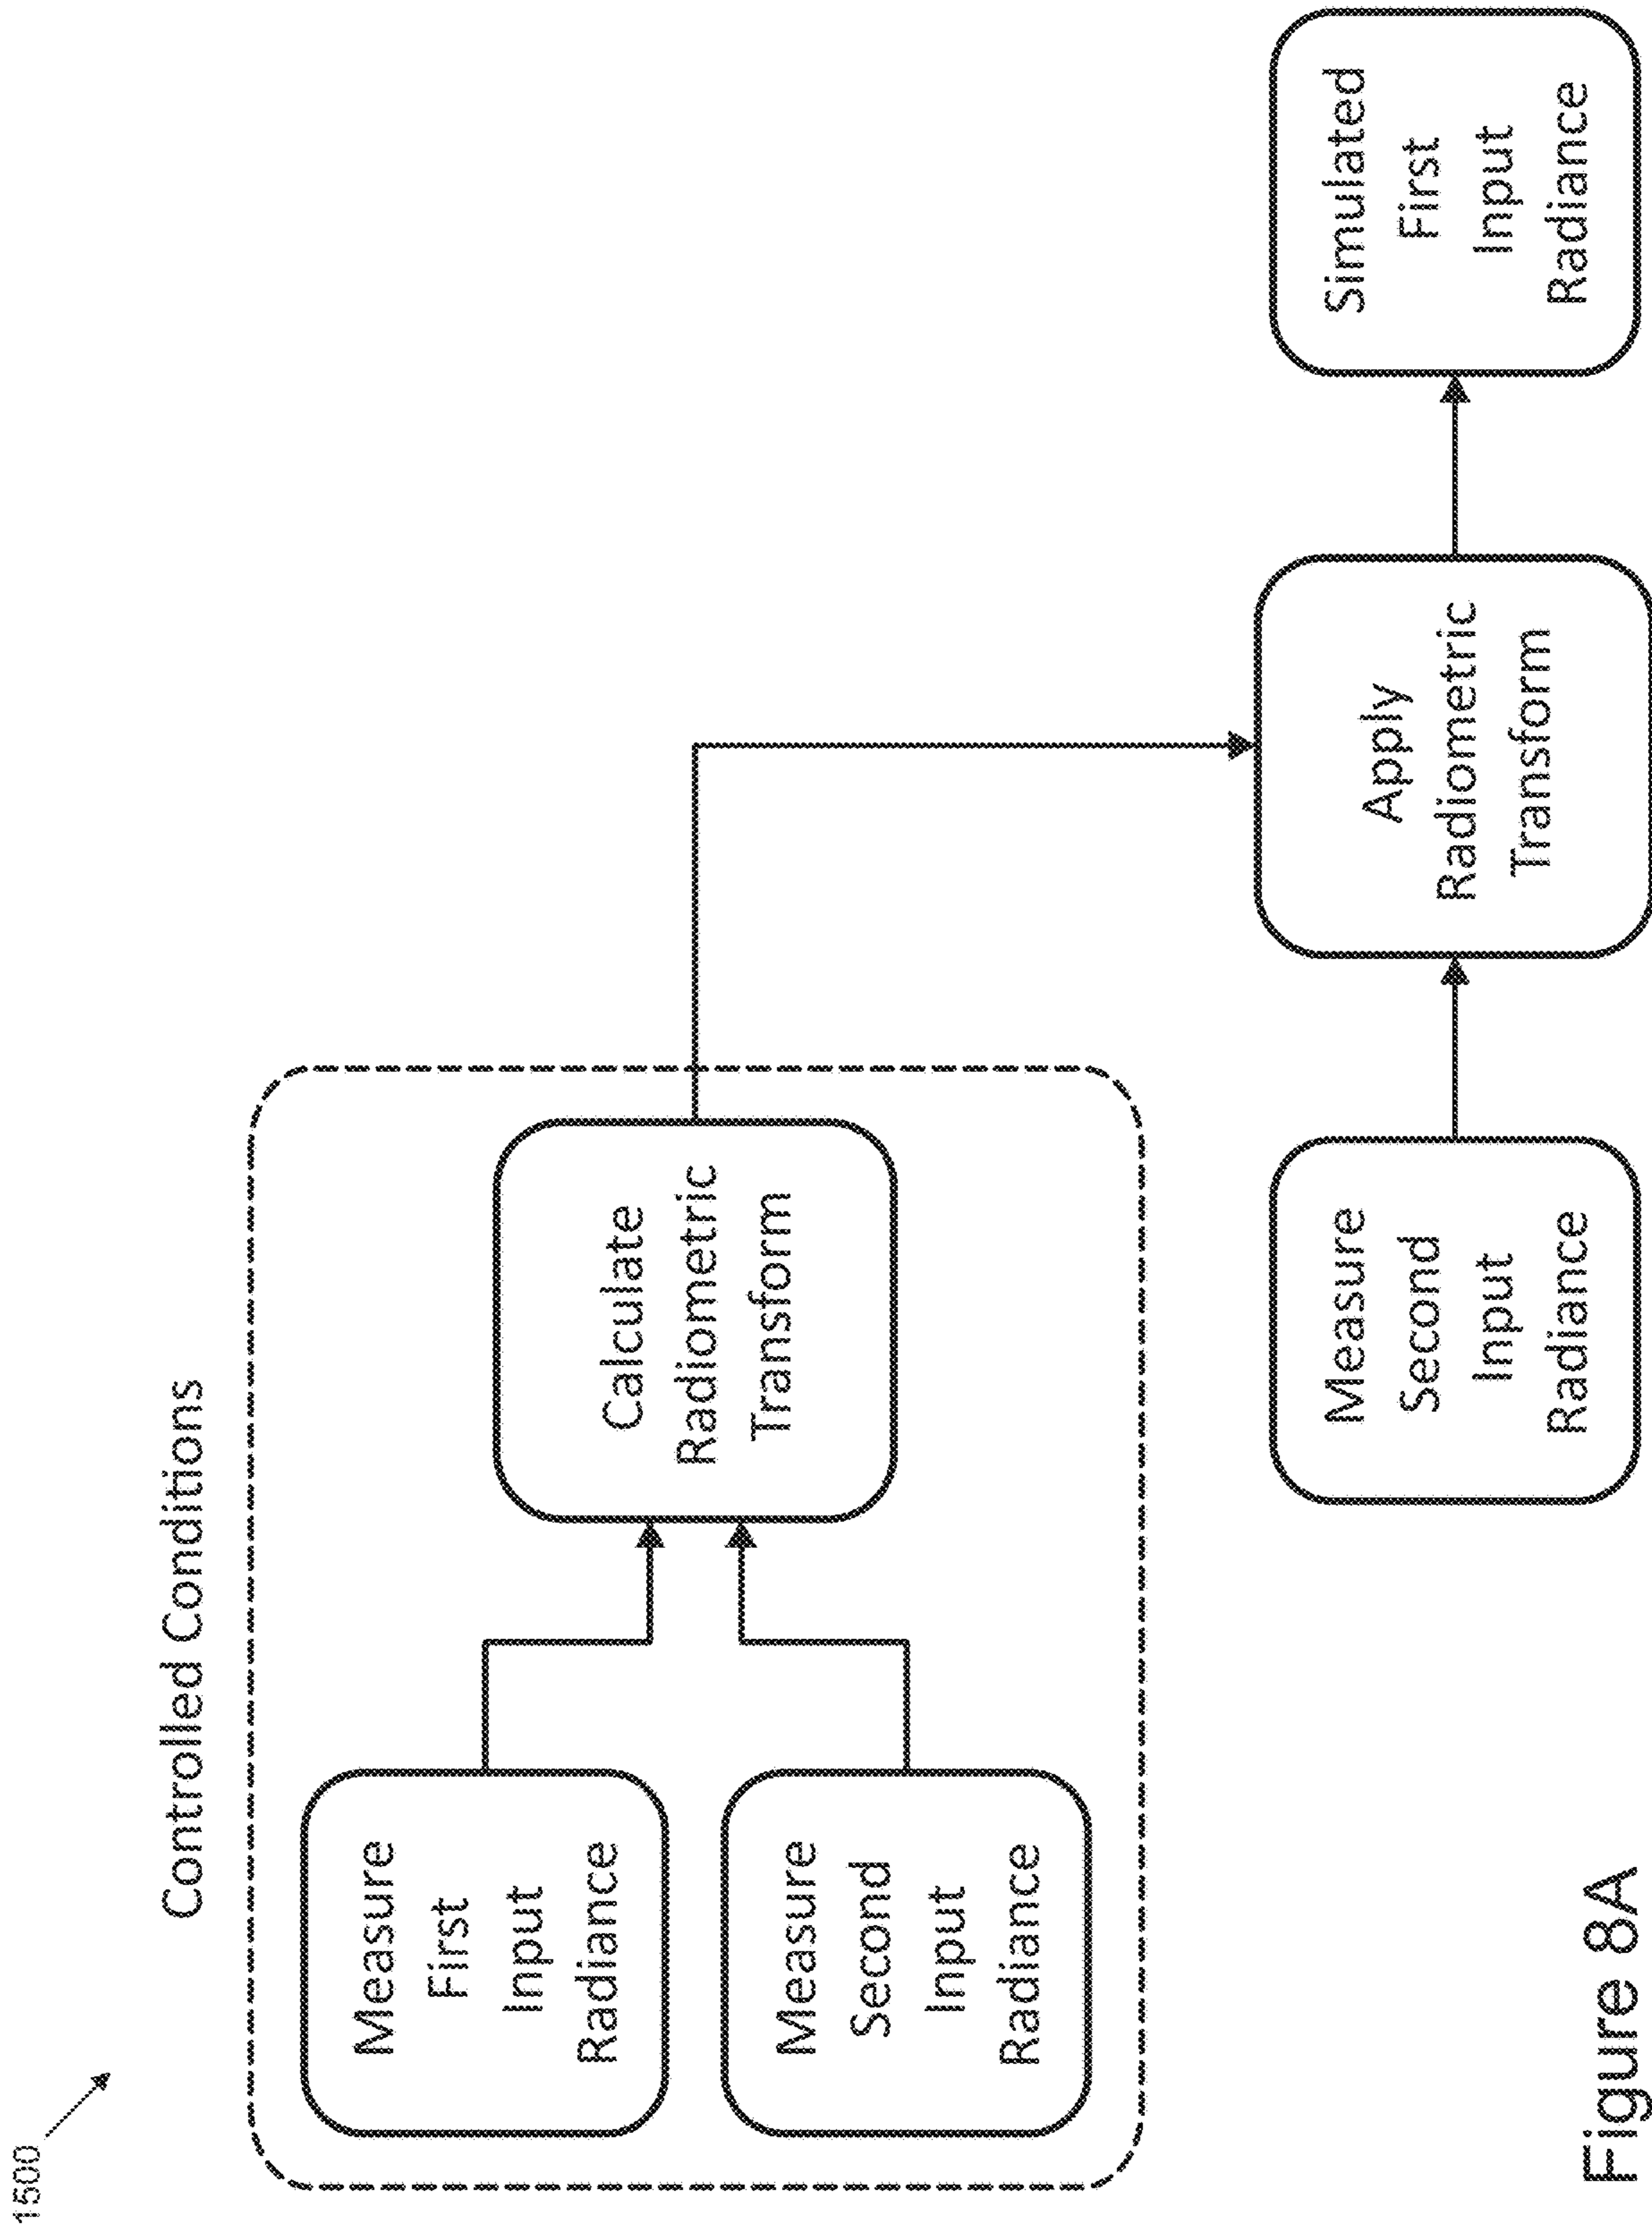 1500
Controlled Conditions
Measure
First
Input
Radiance
Measure
Second
Input
Radiance
Calculate
Radiometric
Transform
Measure
Second
Input
Radiance
Apply
Radiometric
Transform
Simulated
First
Input
Radiance
Figure 8A